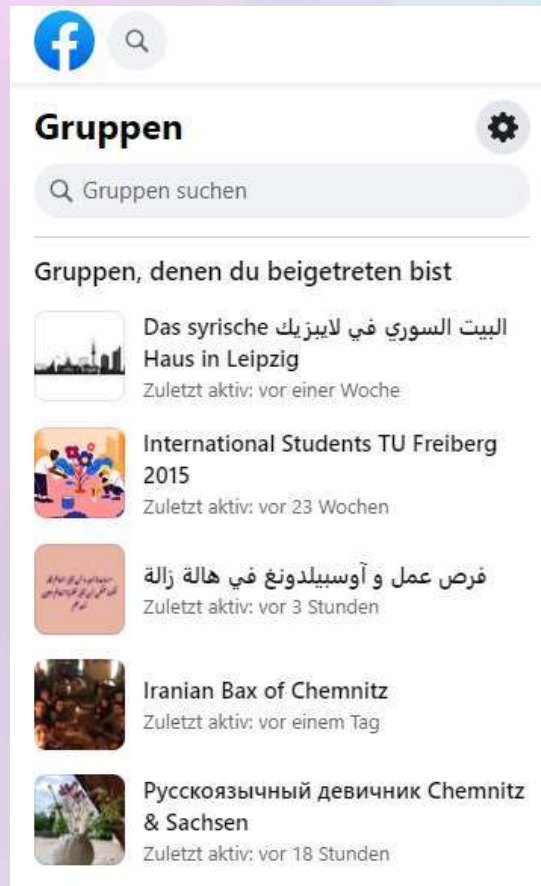 Gruppen
Gruppen suchen
Gruppen, denen du beigetreten bist
Das syrische البيت السوري في لايبزيك
Haus in Leipzig
Zuletzt aktiv: vor einer Woche
International Students TU Freiberg
2015
Zuletzt aktiv: vor 23 Wochen
فرص عمل و آوسبيلدونغ في هالة زالة
Zuletzt aktiv: vor 3 Stunden
Iranian Bax of Chemnitz
Zuletzt aktiv: vor einem Tag
Русскоязычный девичник Chemnitz
& Sachsen
Zuletzt aktiv: vor 18 Stunden